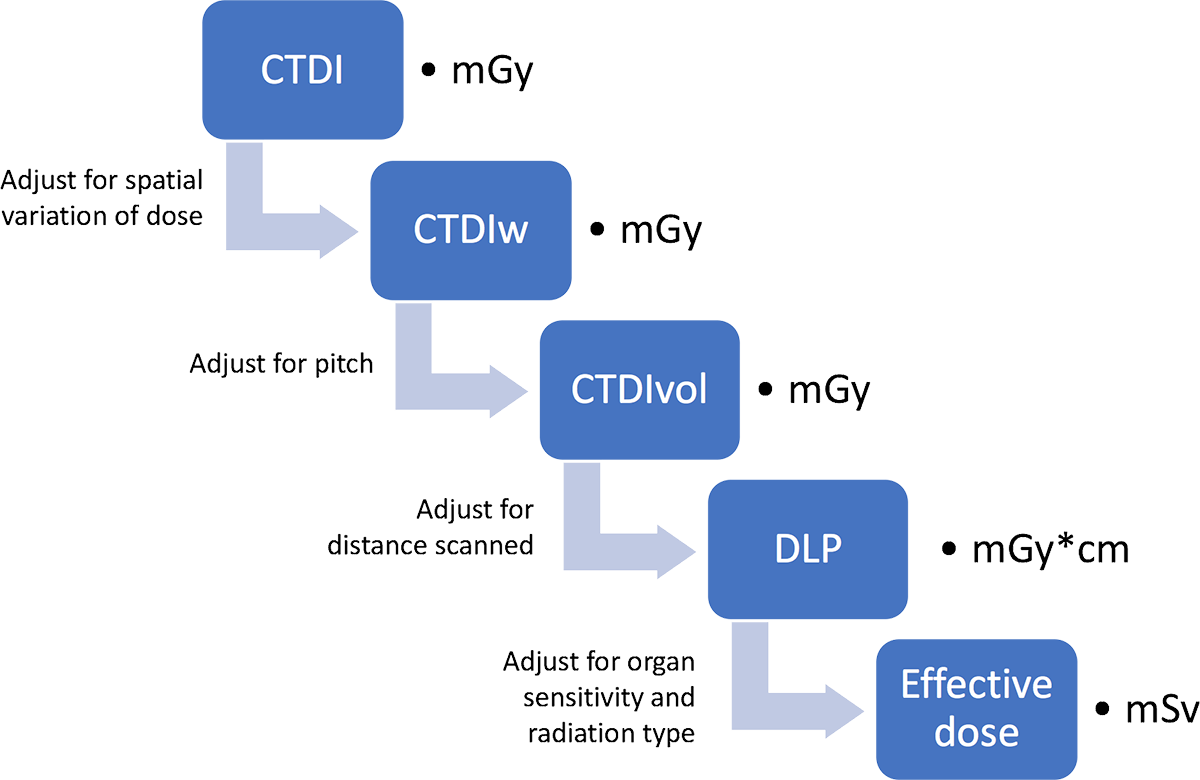 CTDI
• mGy
Adjust for spatial
variation of dose
CTDIw
• mGy
Adjust for pitch
CTDIvol
• mGy
Adjust for
distance scanned
DLP
• mGy*cm
Adjust for organ
sensitivity and
radiation type
Effective
dose
• mSv